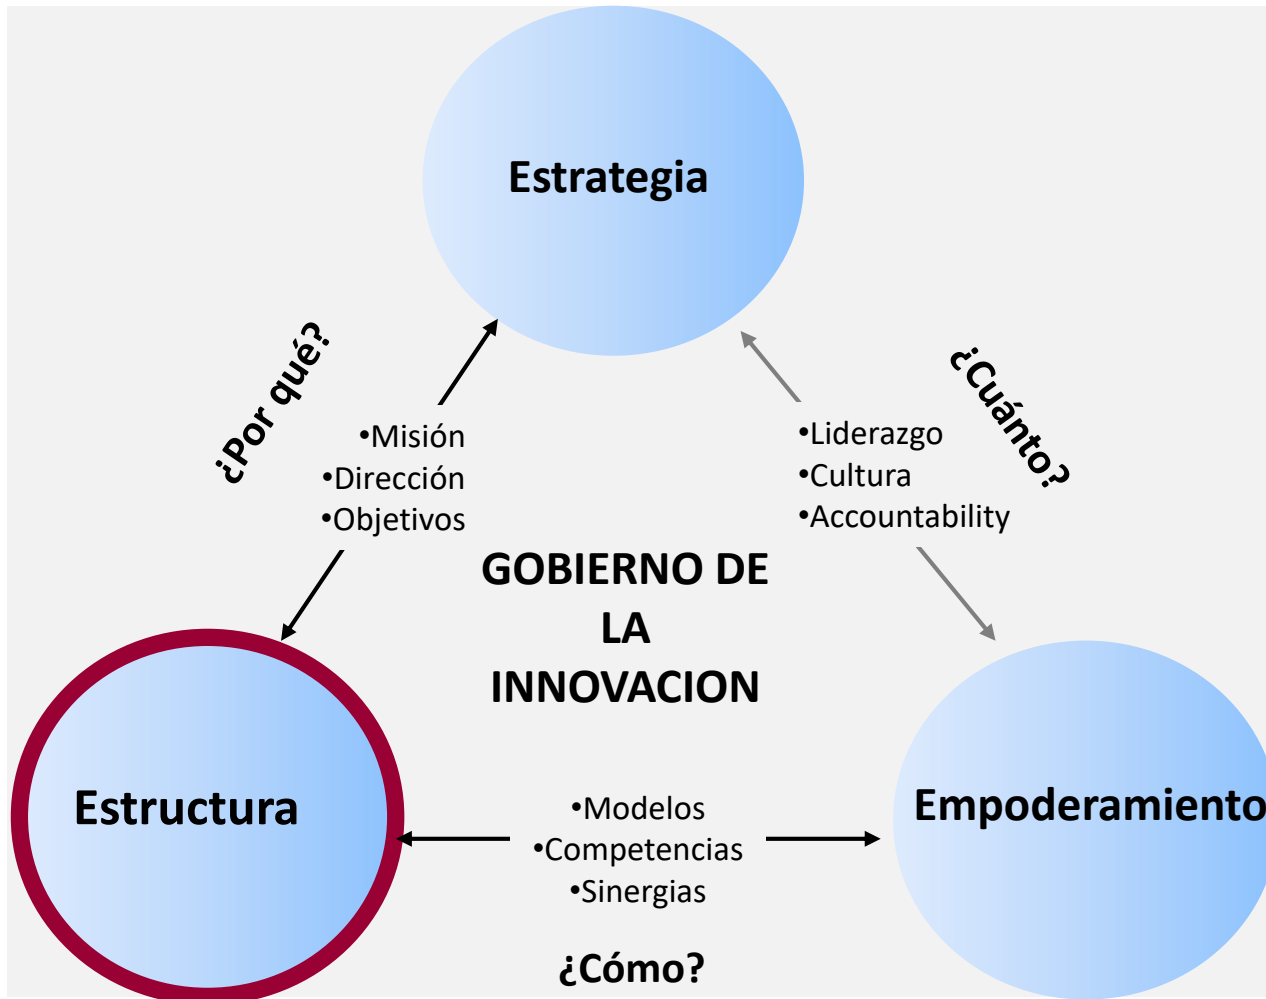 Estrategia
¿Por qué?
¿Cuánto?
•Misión
•Dirección
•Objetivos
•Liderazgo
•Cultura
•Accountability
GOBIERNO DE
LA
INNOVACION
Estructura
•Modelos
•Competencias
•Sinergias
Empoderamiento
¿Cómo?